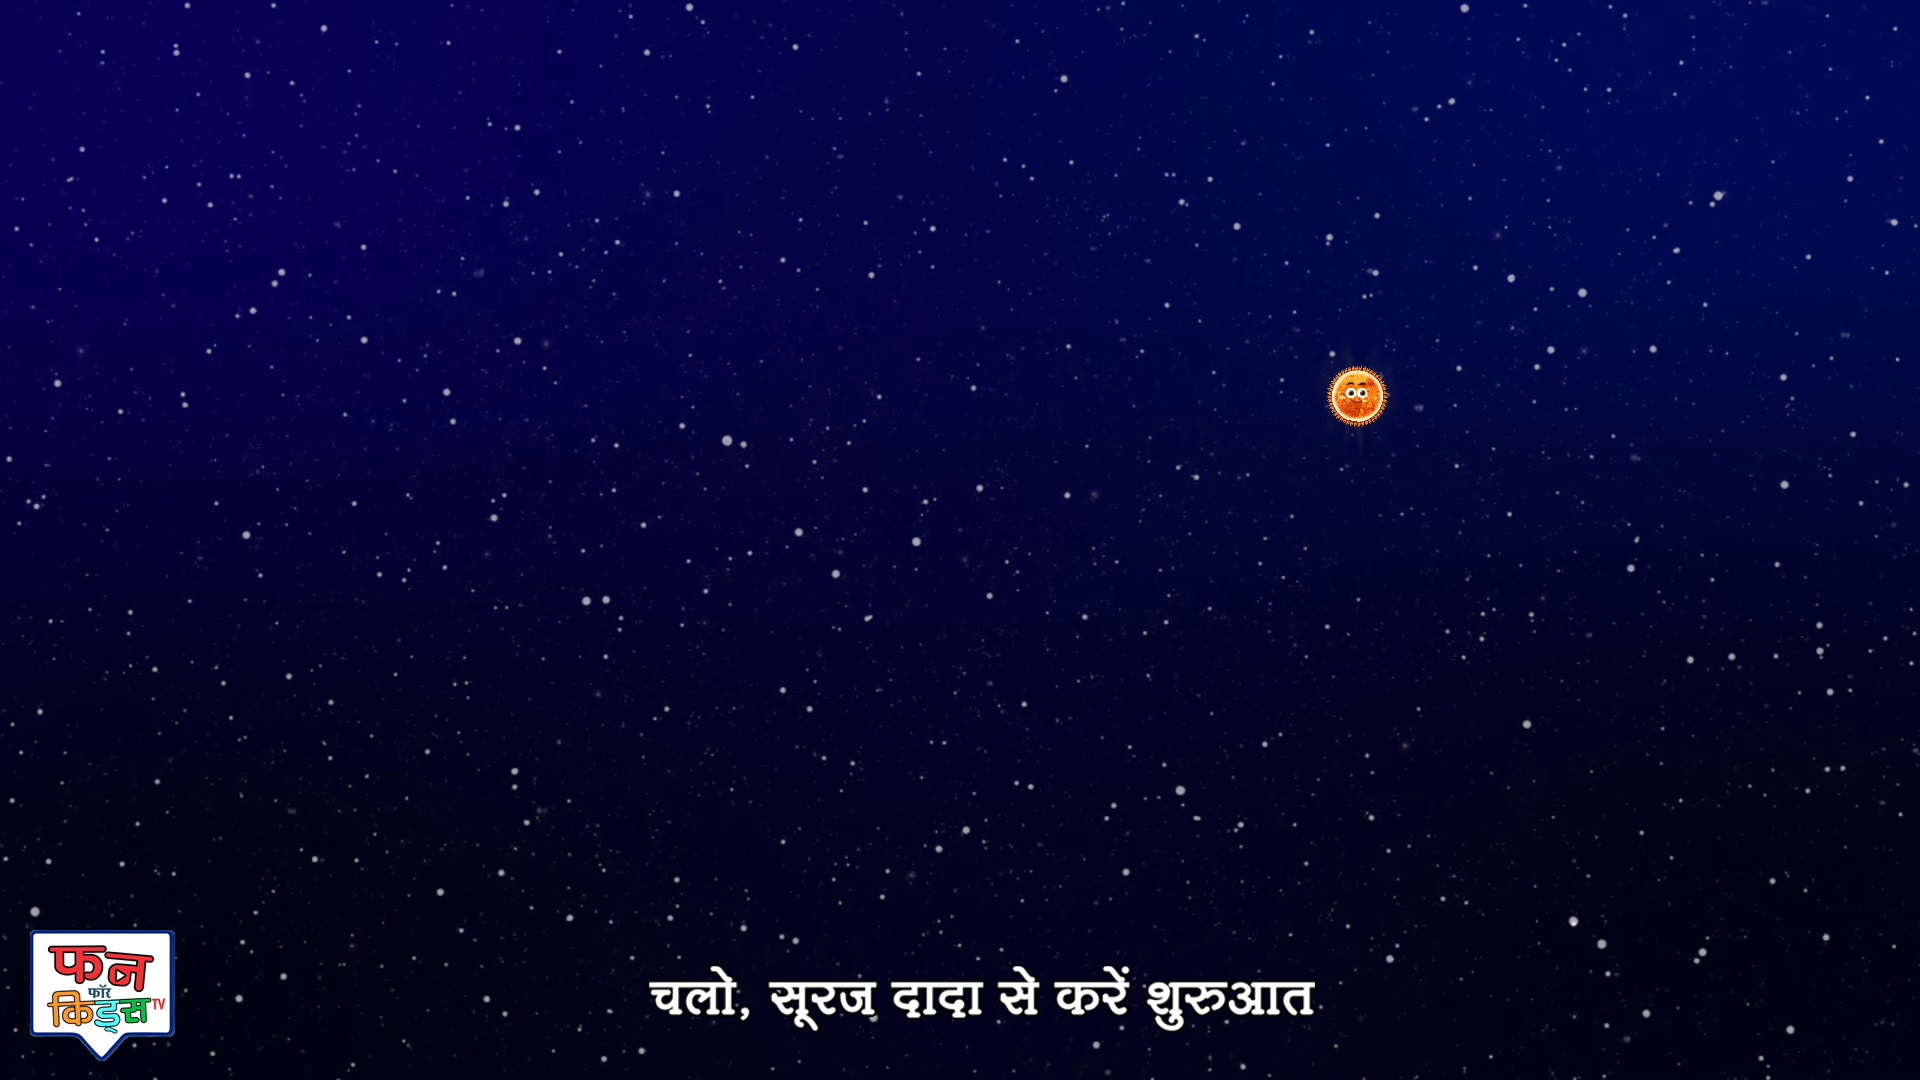 फन
फॉर
किड्स TV
चलो, सूरज दादा से करें शुरुआत